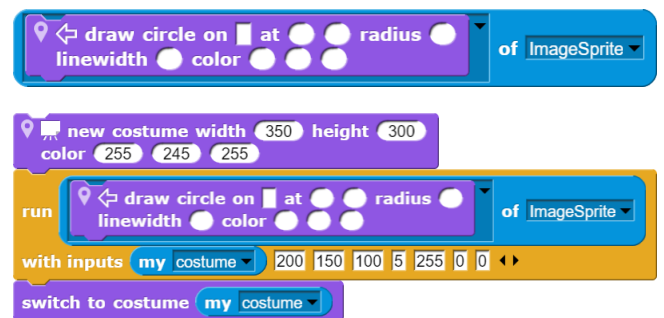 draw circle on at radius
linewidth color
of ImageSprite
new costume width 350 height 300
color 255 245 255
run
draw circle on at radius
linewidth color
of ImageSprite
with inputs my costume 200 150 100 5 255 0 0
switch to costume my costume